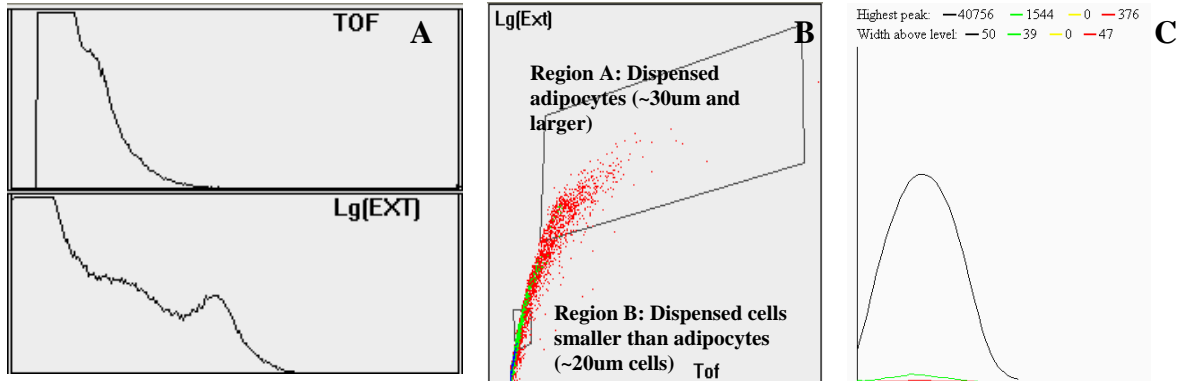 TOF
A
Lg(EXT)
Lg(Ext)
B
Region A: Dispensed
adipocytes (~30um and
larger)
Region B: Dispensed cells
smaller than adipocytes
(~20um cells)
Tof
Highest peak: 40756 1544 0 376
Width above level: 50 39 0 47
C